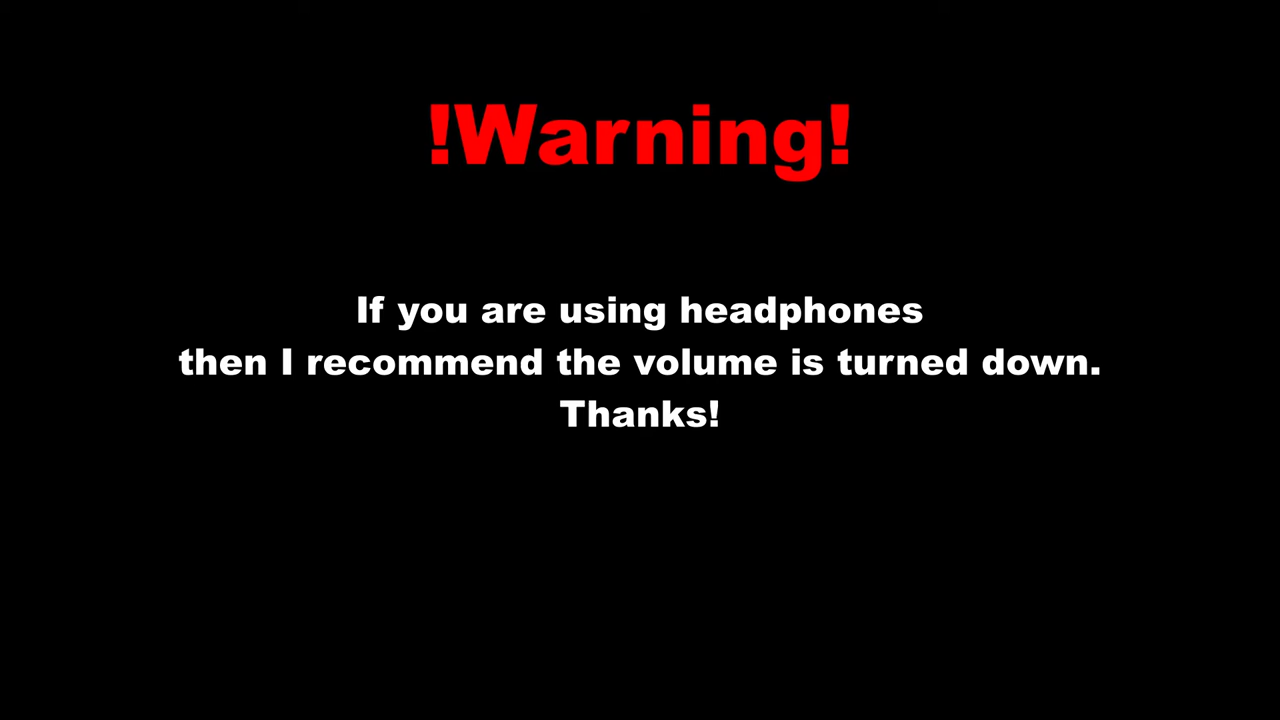 !Warning!
If you are using headphones
then I recommend the volume is turned down.
Thanks!